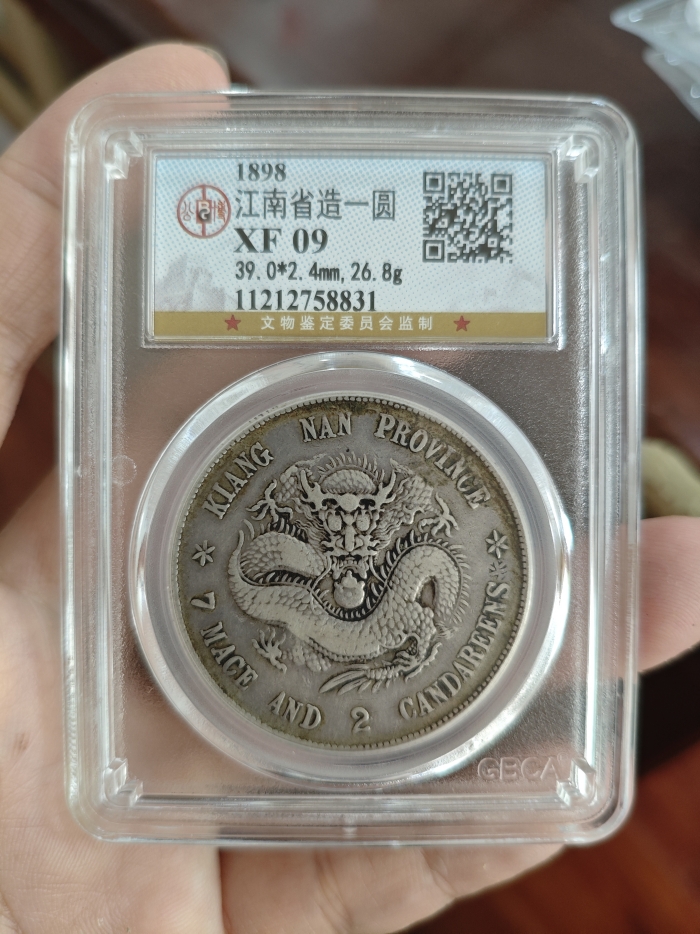 1898
江南省造一圆
XF 09
39.0*2.4mm,26.8g
11212758831
★ 文物鉴定委员会监制 ★
KIANG NAN PROVINCE
7 MACE AND 2 CANDAREENS
GBCA